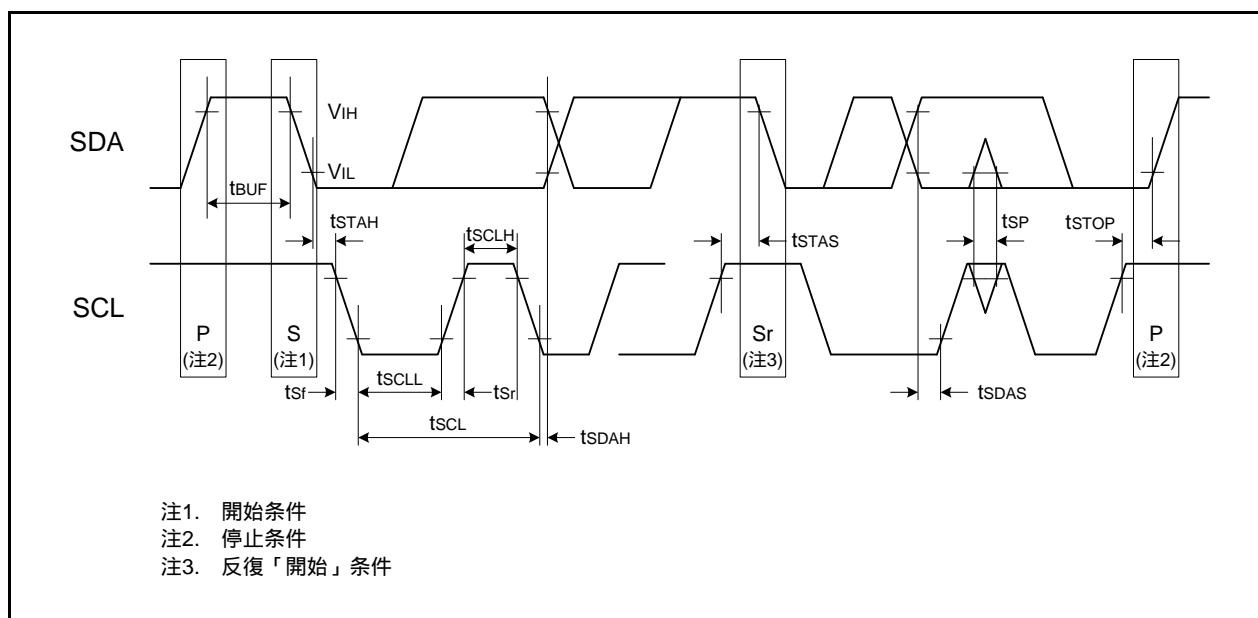 SDA
VIH
VIL
tBUF
tSTAH
tSCLH
tSTAS
tSP
tSTOP
SCL
P
(注2)
S
(注1)
Sr
(注3)
P
(注2)
tSf
tSCLL
tSr
tSDAS
tSCL
tSDAH
注1. 開始条件
注2. 停止条件
注3. 反復「開始」条件